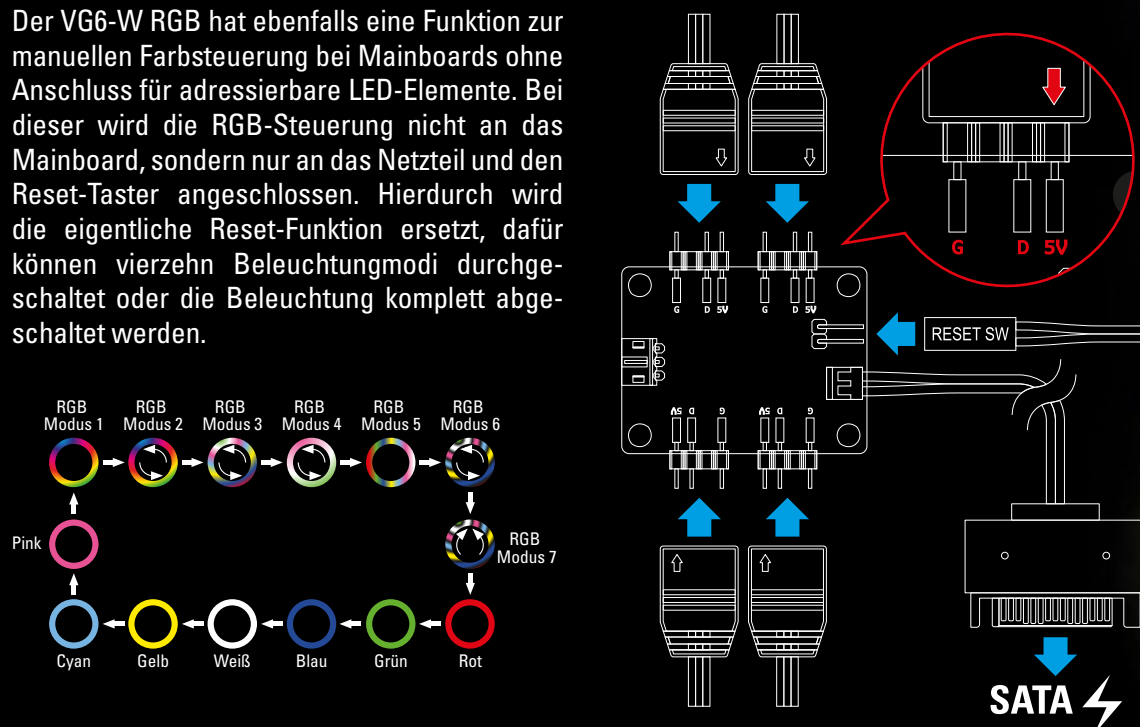 Der VG6-W RGB hat ebenfalls eine Funktion zur
manuellen Farbsteuerung bei Mainboards ohne
Anschluss für adressierbare LED-Elemente. Bei
dieser wird die RGB-Steuerung nicht an das
Mainboard, sondern nur an das Netzteil und den
Reset-Taster angeschlossen. Hierdurch wird
die eigentliche Reset-Funktion ersetzt, dafür
können vierzehn Beleuchtungmodi durchge-
schaltet oder die Beleuchtung komplett abge-
schaltet werden.
RGB
Modus 1
RGB
Modus 2
RGB
Modus 3
RGB
Modus 4
RGB
Modus 5
RGB
Modus 6
RGB
Modus 7
Pink
Cyan
Gelb
Weiß
Blau
Grün
Rot
G D 5V
G D 5V
G D 5V
RESET SW
5V D G
5V D G
SATA